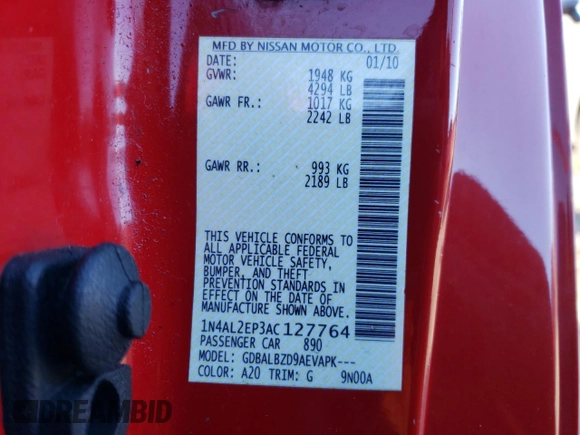 MFD BY NISSAN MOTOR CO., LTD.
DATE: 01/10
GVWR: 1948 KG
4294 LB
GAWR FR.: 1017 KG
2242 LB
GAWR RR.: 993 KG
2189 LB
THIS VEHICLE CONFORMS TO
ALL APPLICABLE FEDERAL
MOTOR VEHICLE SAFETY,
BUMPER, AND THEFT
PREVENTION STANDARDS IN
EFFECT ON THE DATE OF
MANUFACTURE SHOWN ABOVE.
1N4AL2EP3AC127764
PASSENGER CAR 890
MODEL: GDBALBZD9AEVAPK---
COLOR: A20 TRIM: G 9N00A
DREAMBID